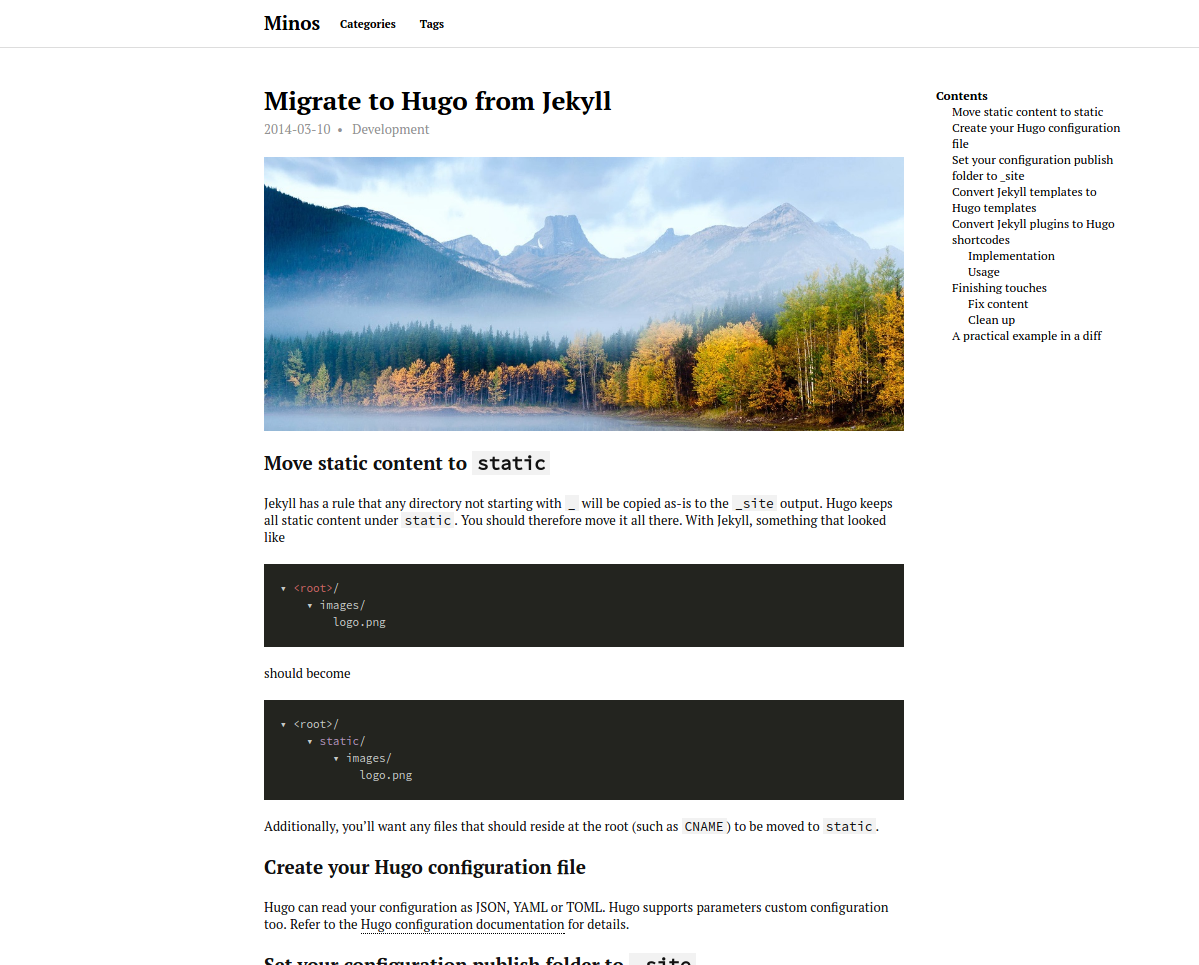 Minos Categories Tags
Migrate to Hugo from Jekyll
2014-03-10 • Development
Contents
Move static content to static
Create your Hugo configuration
file
Set your configuration publish
folder to _site
Convert Jekyll templates to
Hugo templates
Convert Jekyll plugins to Hugo
shortcodes
Implementation
Usage
Finishing touches
Fix content
Clean up
A practical example in a diff
Move static content to static
Jekyll has a rule that any directory not starting with _ will be copied as-is to the _site output. Hugo keeps
all static content under static. You should therefore move it all there. With Jekyll, something that looked
like
▾ <root>/
▾ images/
logo.png
should become
▾ <root>/
▾ static/
▾ images/
logo.png
Additionally, you’ll want any files that should reside at the root (such as CNAME) to be moved to static.
Create your Hugo configuration file
Hugo can read your configuration as JSON, YAML or TOML. Hugo supports parameters custom configuration
too. Refer to the Hugo configuration documentation for details.
Set your configuration publish folder to _site